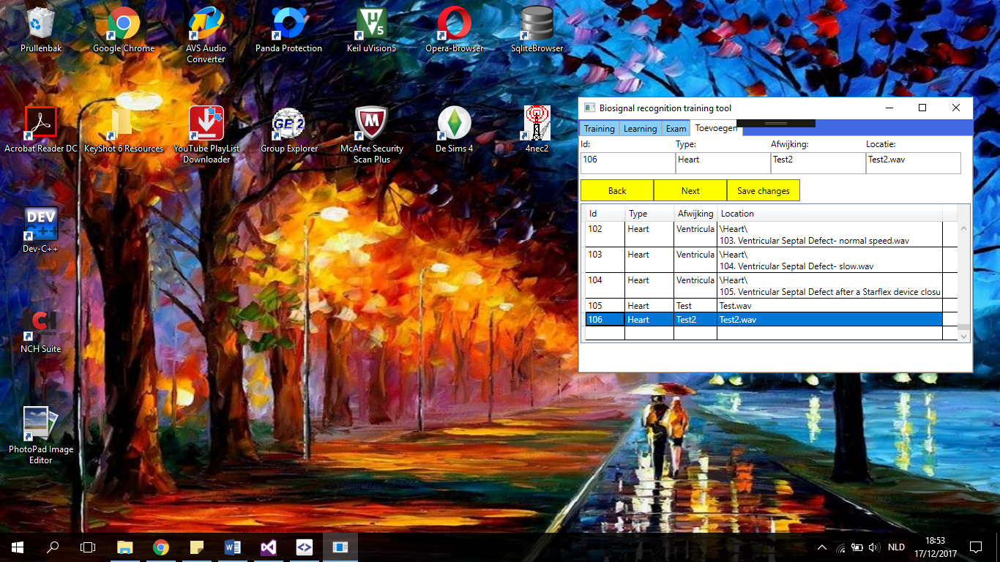 Prullenbak
Google Chrome
AVS Audio
Converter
Panda Protection
Keil uVision5
Opera-browser
SqliteBrowser
Acrobat Reader DC
KeyShot 6 Resources
YouTube PlayList
Downloader
GE 2
Group Explorer
McAfee Security
Scan Plus
De Sims 4
4nec2
DEV
C++
Dev-C++
NCH
Software
NCH Suite
PhotoPad Image
Editor
Biosignal recognition training tool
Training Learning Exam Toevoegen
Id: Type: Afwijking: Locatie:
106 Heart Test2 Test2.wav
Back Next Save changes
Id Type Afwijking Location
102 Heart Ventricula \Heart\
103. Ventricular Septal Defect- normal speed.wav
103 Heart Ventricula \Heart\
104. Ventricular Septal Defect- slow.wav
104 Heart Ventricula \Heart\
105. Ventricular Septal Defect after a Starflex device closu
105 Heart Test Test.wav
106 Heart Test2 Test2.wav
NLD
18:53
17/12/2017